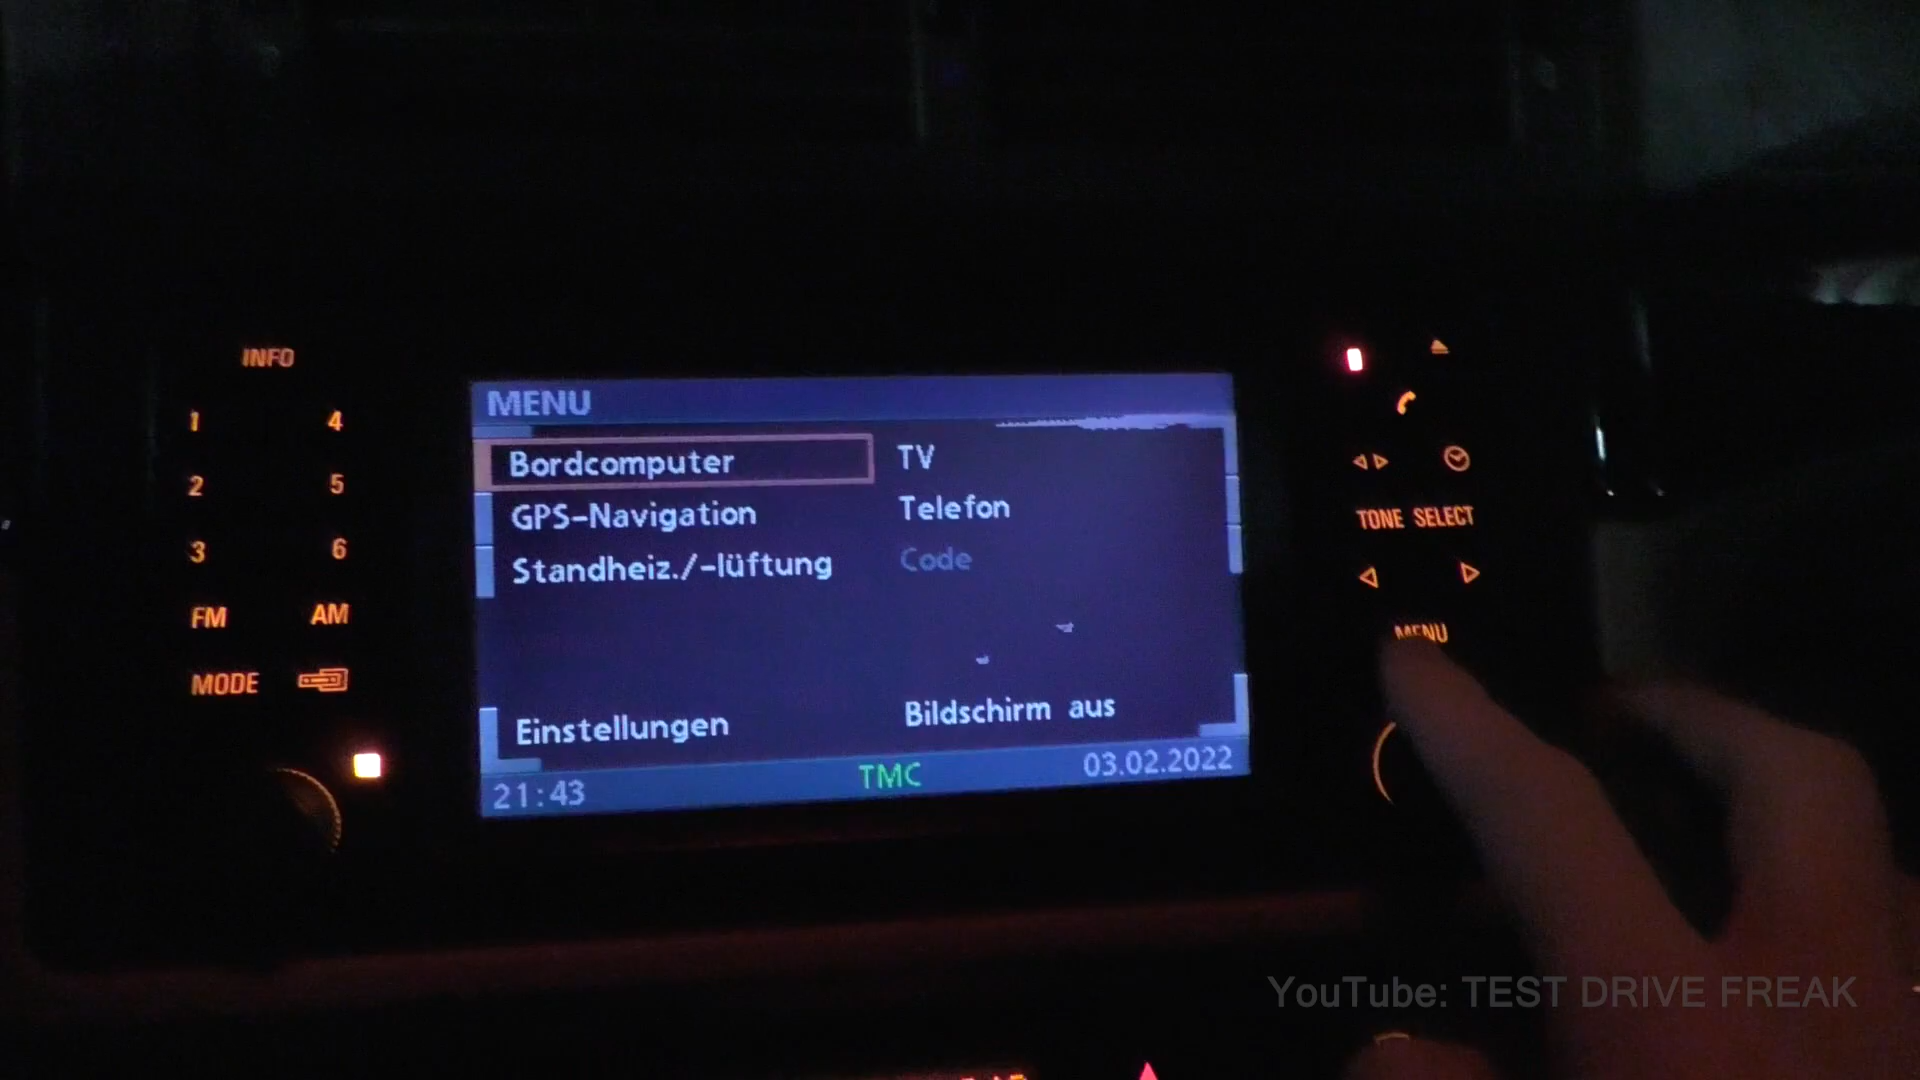 INFO
1 4
2 5
3 6
FM AM
MODE
MENU
Bordcomputer
GPS-Navigation
Standheiz./-lüftung
Einstellungen
TV
Telefon
Code
Bildschirm aus
21:43
TMC
03.02.2022
TONE SELECT
MENU
YouTube: TEST DRIVE FREAK